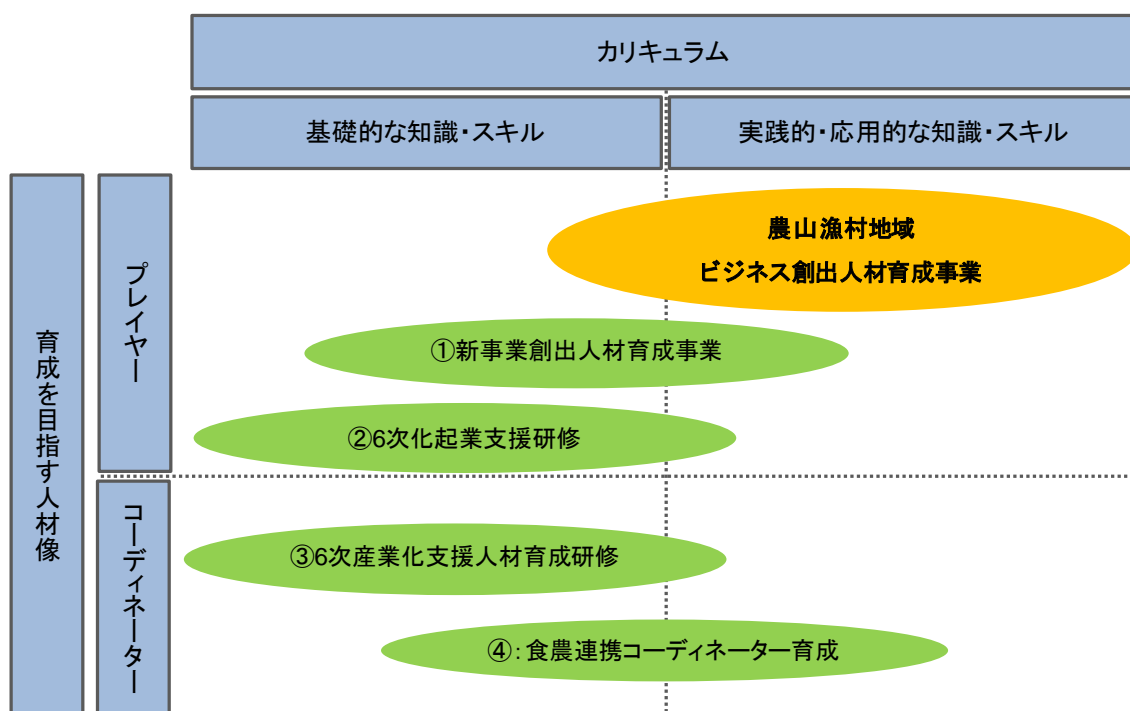 カリキュラム
基礎的な知識・スキル
実践的・応用的な知識・スキル
育成を目指す人材像
プレイヤー
農山漁村地域
ビジネス創出人材育成事業
①新事業創出人材育成事業
②6次化起業支援研修
コーディネーター
③6次産業化支援人材育成研修
④:食農連携コーディネーター育成